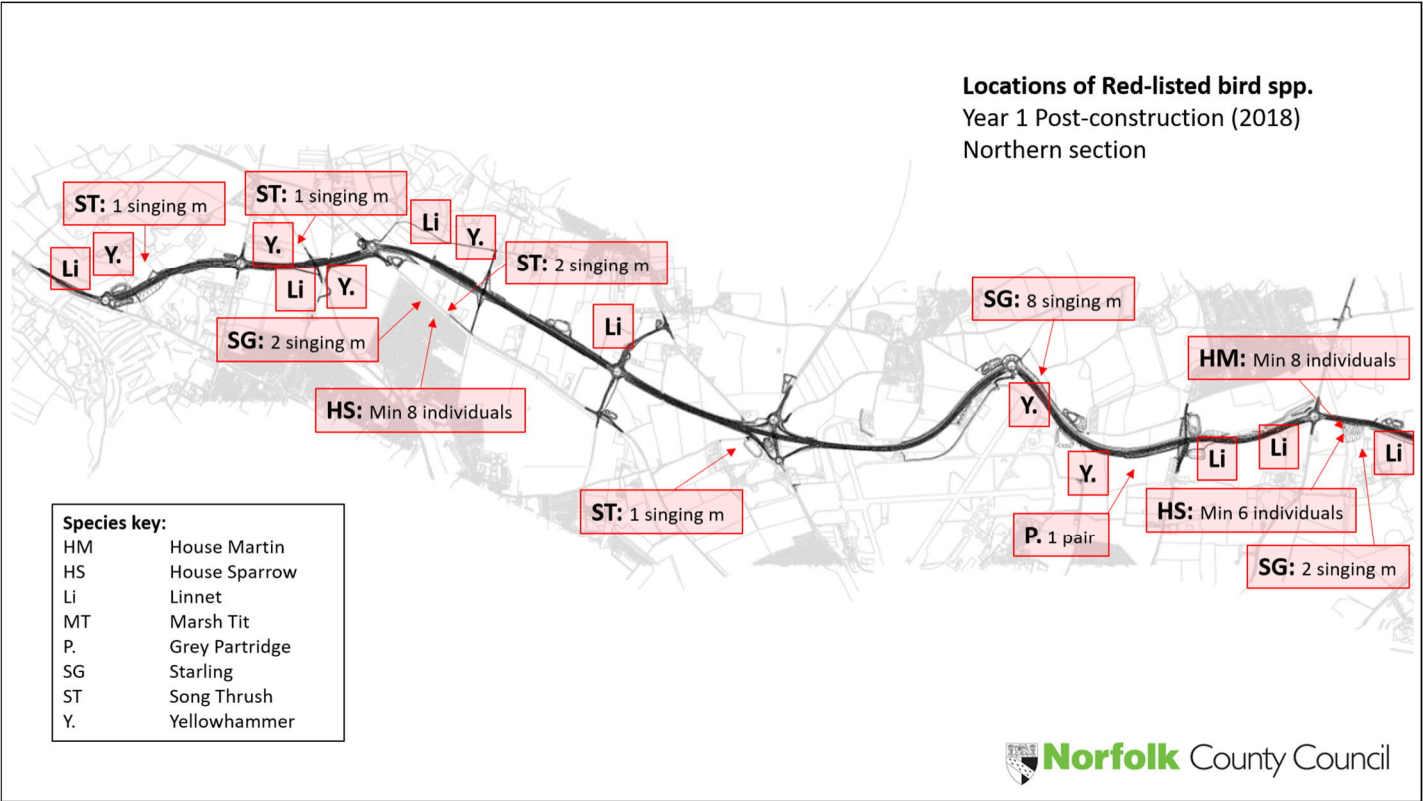 Locations of Red-listed bird spp.
Year 1 Post-construction (2018)
Northern section
ST: 1 singing m
ST: 1 singing m
Li
Y.
Y.
Li
Y.
ST: 2 singing m
Li
Li
Y.
SG: 2 singing m
HS: Min 8 individuals
Li
SG: 8 singing m
HM: Min 8 individuals
Y.
Y.
Li
Li
Li
ST: 1 singing m
P. 1 pair
HS: Min 6 individuals
SG: 2 singing m
Species key:
HM House Martin
HS House Sparrow
Li Linnet
MT Marsh Tit
P. Grey Partridge
SG Starling
ST Song Thrush
Y. Yellowhammer
Norfolk County Council